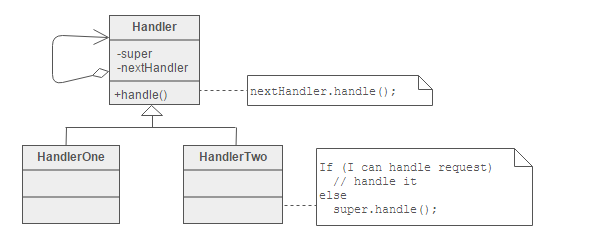 Handler
-super
-nextHandler
+handle()
nextHandler.handle();
HandlerOne
HandlerTwo
If (I can handle request)
// handle it
else
super.handle();